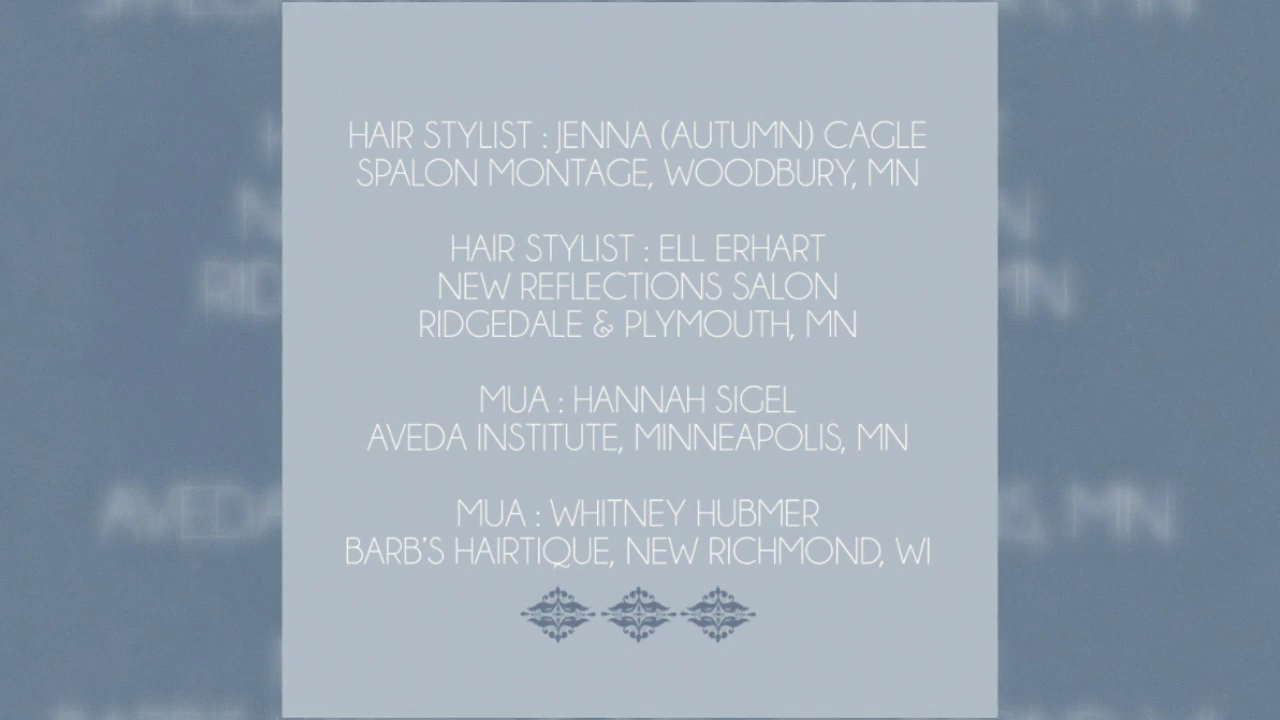 HAIR STYLIST : JENNA (AUTUMN) CAGLE
SPALON MONTAGE, WOODBURY, MN
HAIR STYLIST : ELL ERHART
NEW REFLECTIONS SALON
RIDGEDALE & PLYMOUTH, MN
MUA : HANNAH SIGEL
AVEDA INSTITUTE, MINNEAPOLIS, MN
MUA : WHITNEY HUBMER
BARB'S HAIRTIQUE, NEW RICHMOND, WI